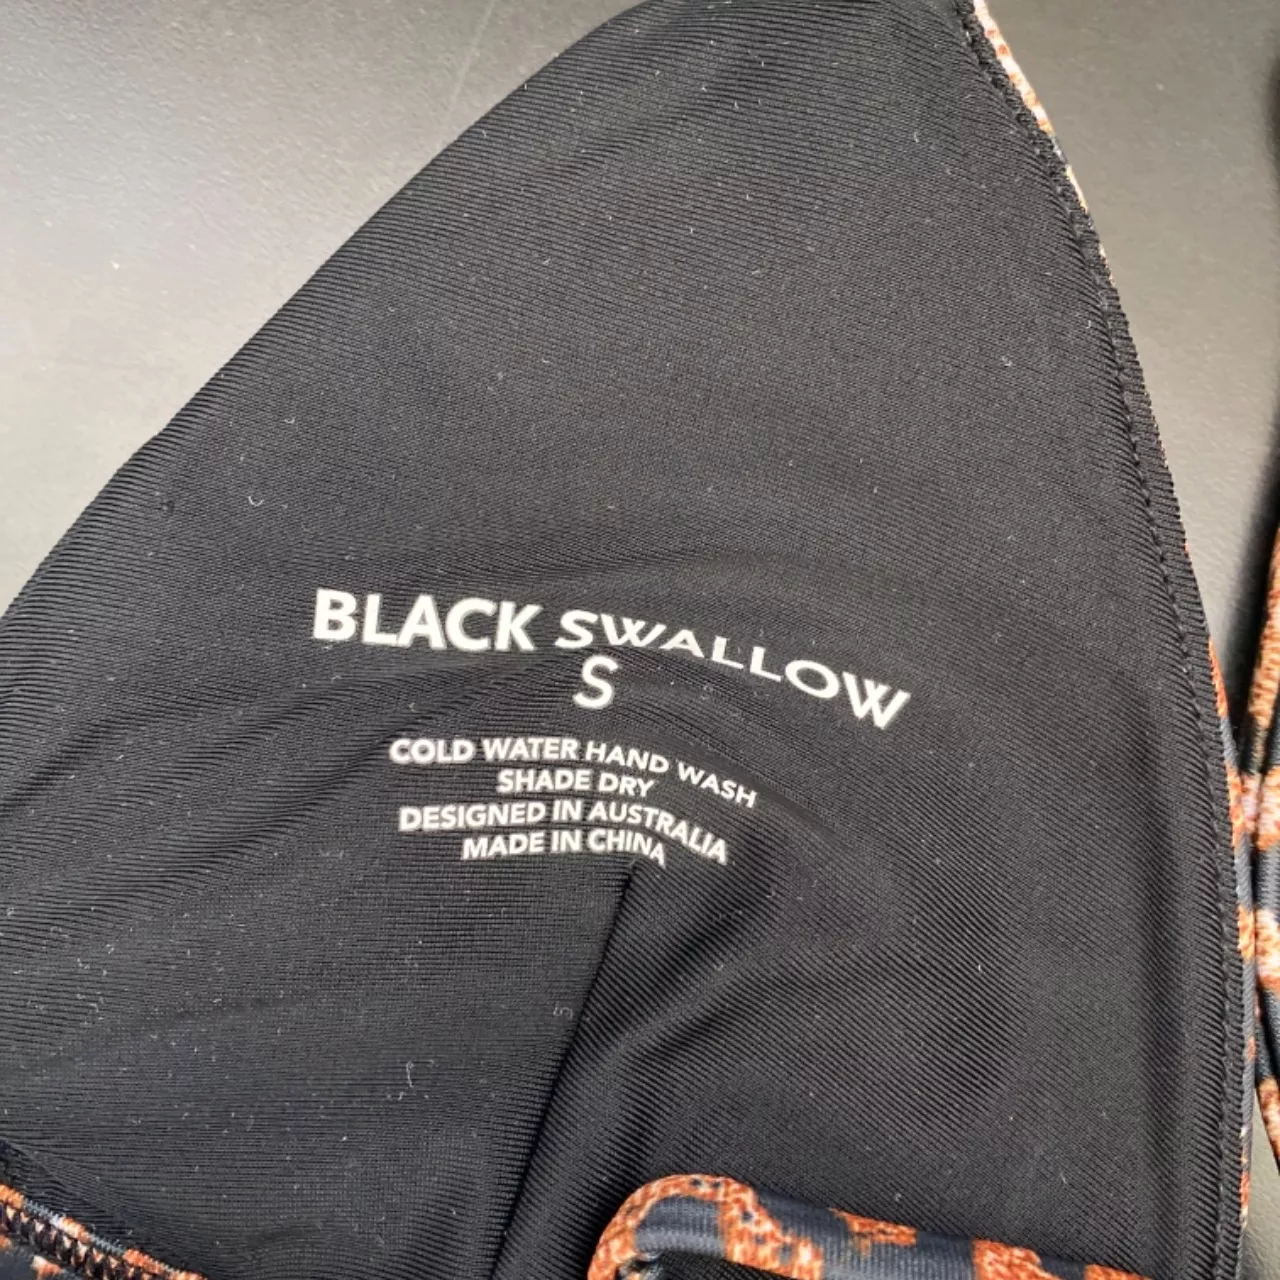 BLACK SWALLOW
S
COLD WATER HAND WASH
SHADE DRY
DESIGNED IN AUSTRALIA
MADE IN CHINA
S